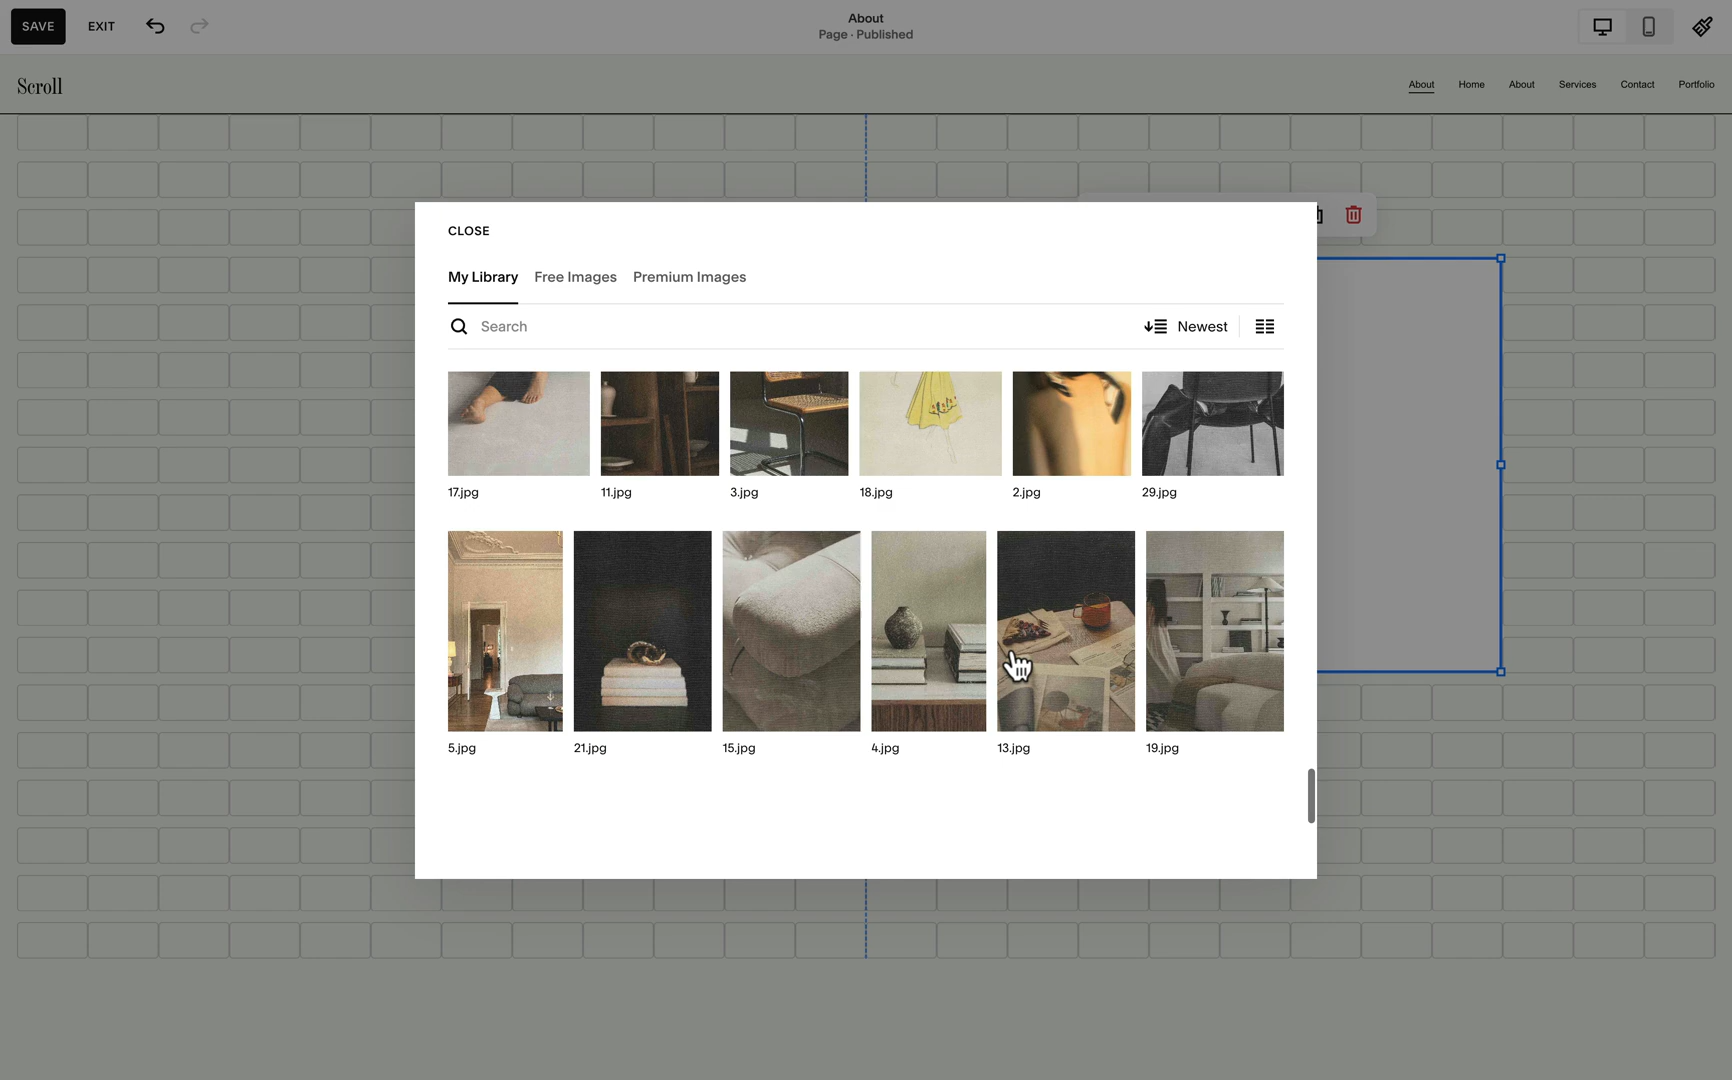 SAVE
EXIT
About
Page · Published
Scroll
About
Home
About
Services
Contact
Portfolio
CLOSE
My Library
Free Images
Premium Images
Search
Newest
17.jpg
11.jpg
3.jpg
18.jpg
2.jpg
29.jpg
5.jpg
21.jpg
15.jpg
4.jpg
13.jpg
19.jpg